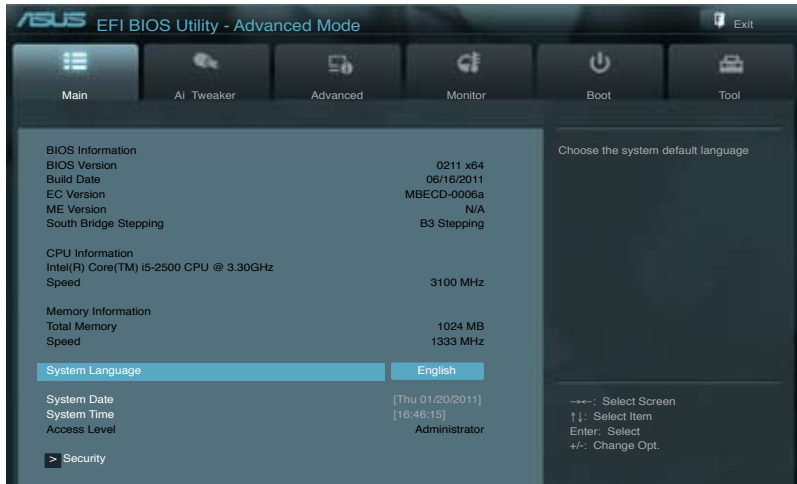 ASUS EFI BIOS Utility - Advanced Mode Exit
Main Ai Tweaker Advanced Monitor Boot Tool
BIOS Information
BIOS Version 0211 x64
Build Date 06/16/2011
EC Version MBECD-0006a
ME Version N/A
South Bridge Stepping B3 Stepping
CPU Information
Intel(R) Core(TM) i5-2500 CPU @ 3.30GHz
Speed 3100 MHz
Memory Information
Total Memory 1024 MB
Speed 1333 MHz
System Language English
System Date [Thu 01/20/2011]
System Time [16:46:15]
Access Level Administrator
> Security
Choose the system default language
→←: Select Screen
↑↓: Select Item
Enter: Select
+/-: Change Opt.